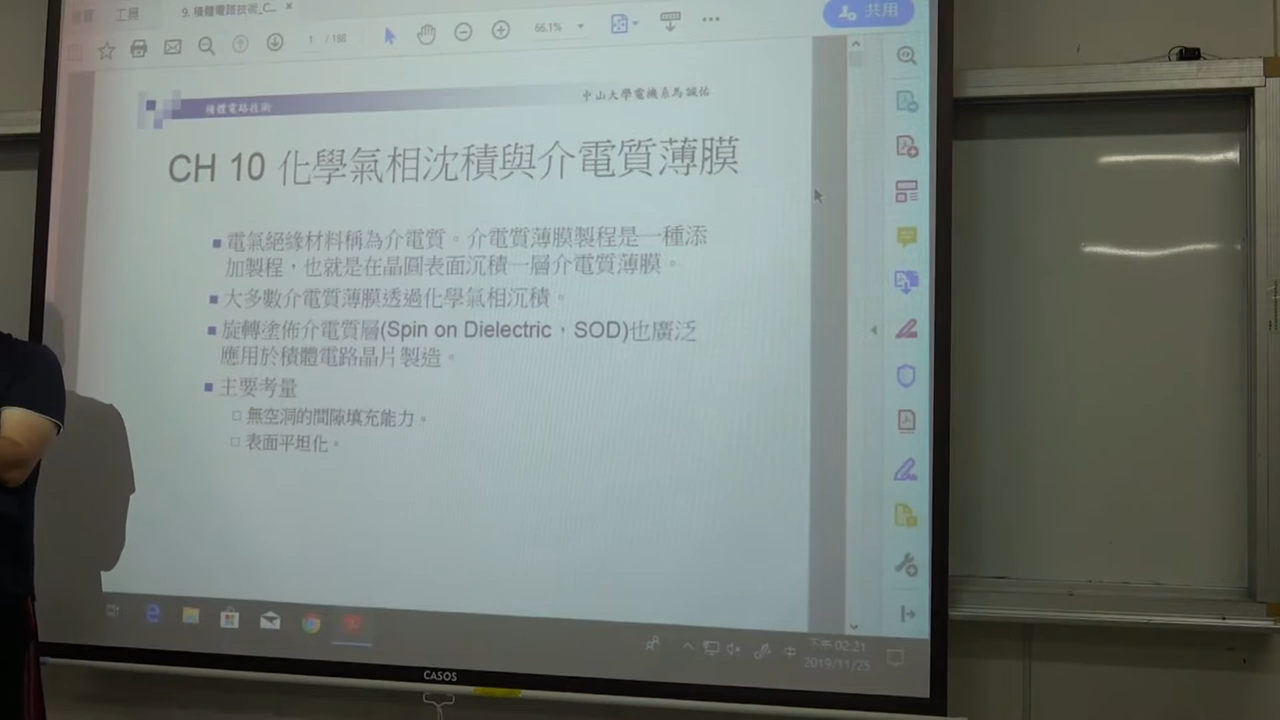 工具
9. 積體電路技術_C... ×
1 / 188
66.1%
共用
積體電路技術
中山大學電機系馬誠佑
CH 10 化學氣相沈積與介電質薄膜
電氣絕緣材料稱為介電質。介電質薄膜製程是一種添
加製程,也就是在晶圓表面沉積一層介電質薄膜。
大多數介電質薄膜透過化學氣相沉積。
旋轉塗佈介電質層(Spin on Dielectric,SOD)也廣泛
應用於積體電路晶片製造。
主要考量
無空洞的間隙填充能力。
表面平坦化。
中
下午 02:21
2019/11/25
CASOS